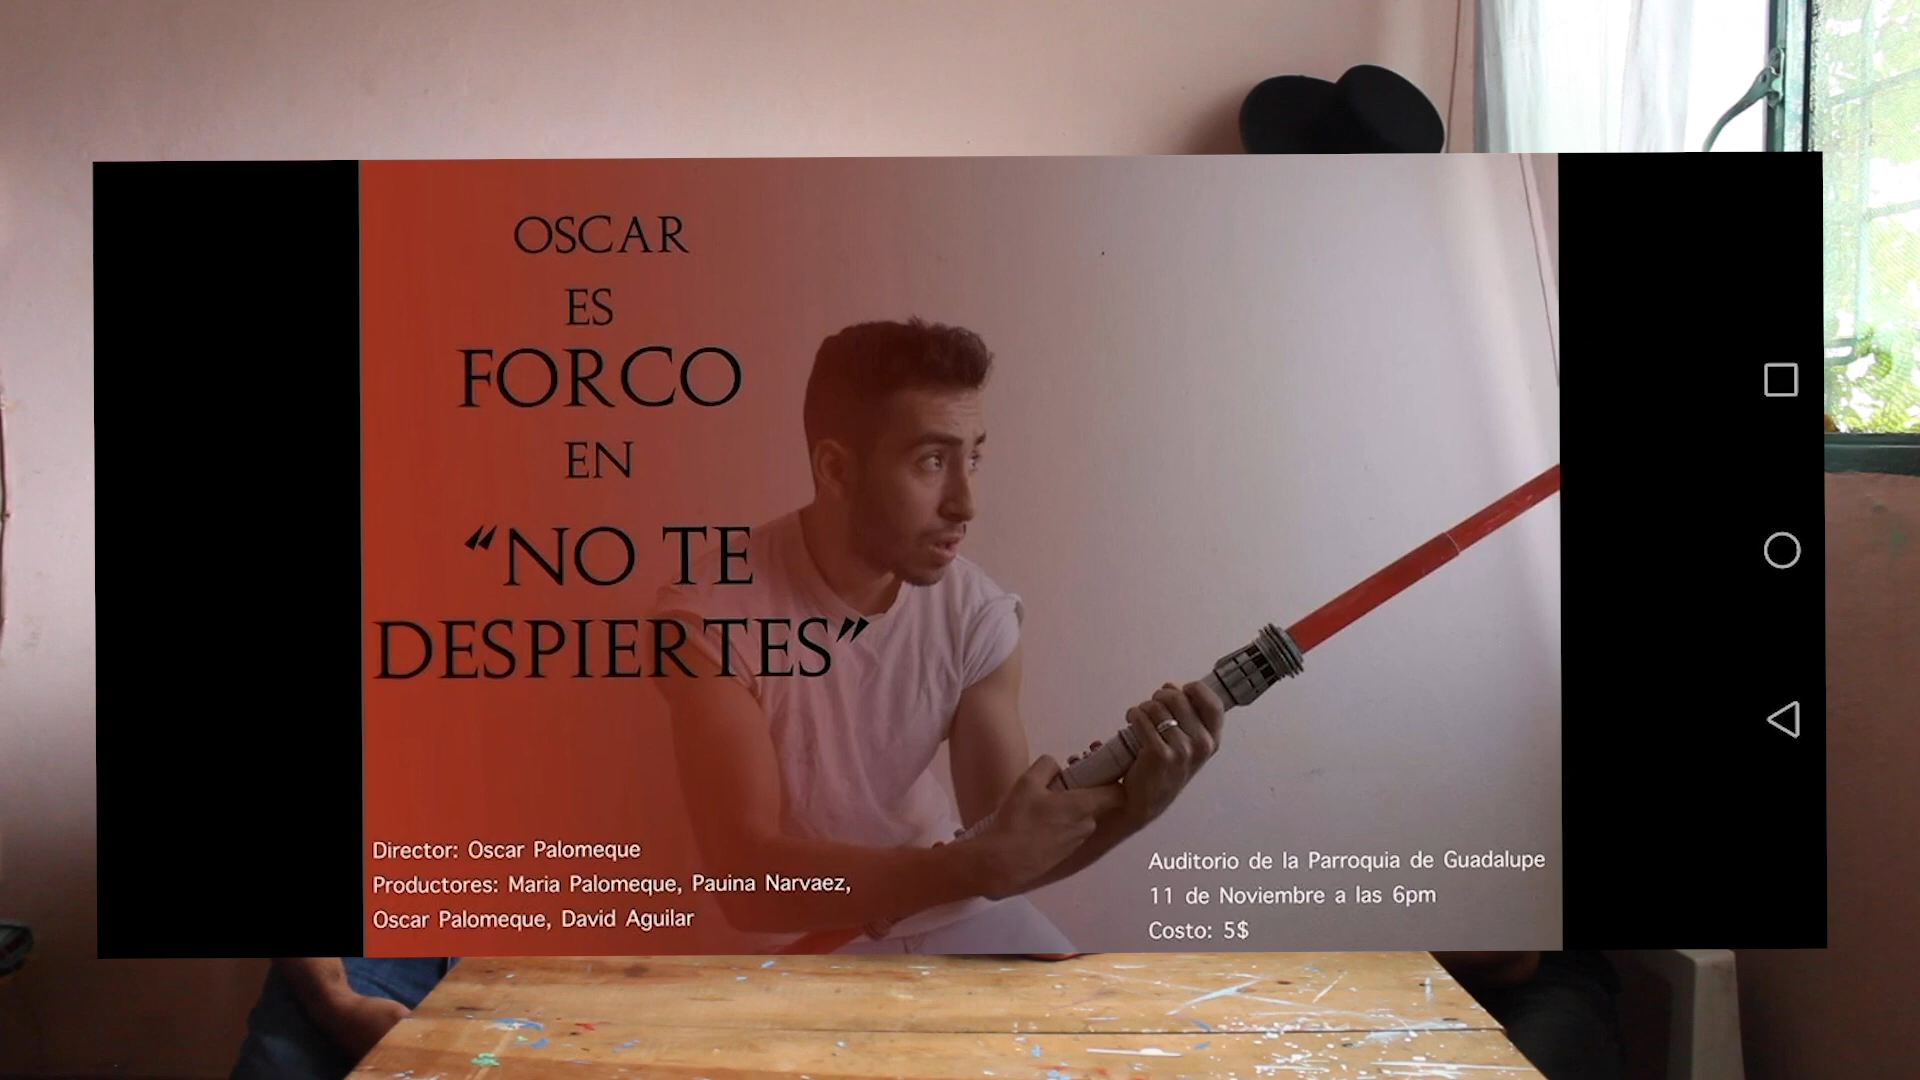 OSCAR
ES
FORCO
EN
“NO TE
DESPIERTES”
Director: Oscar Palomeque
Productores: Maria Palomeque, Pauina Narvaez,
Oscar Palomeque, David Aguilar
Auditorio de la Parroquia de Guadalupe
11 de Noviembre a las 6pm
Costo: 5$